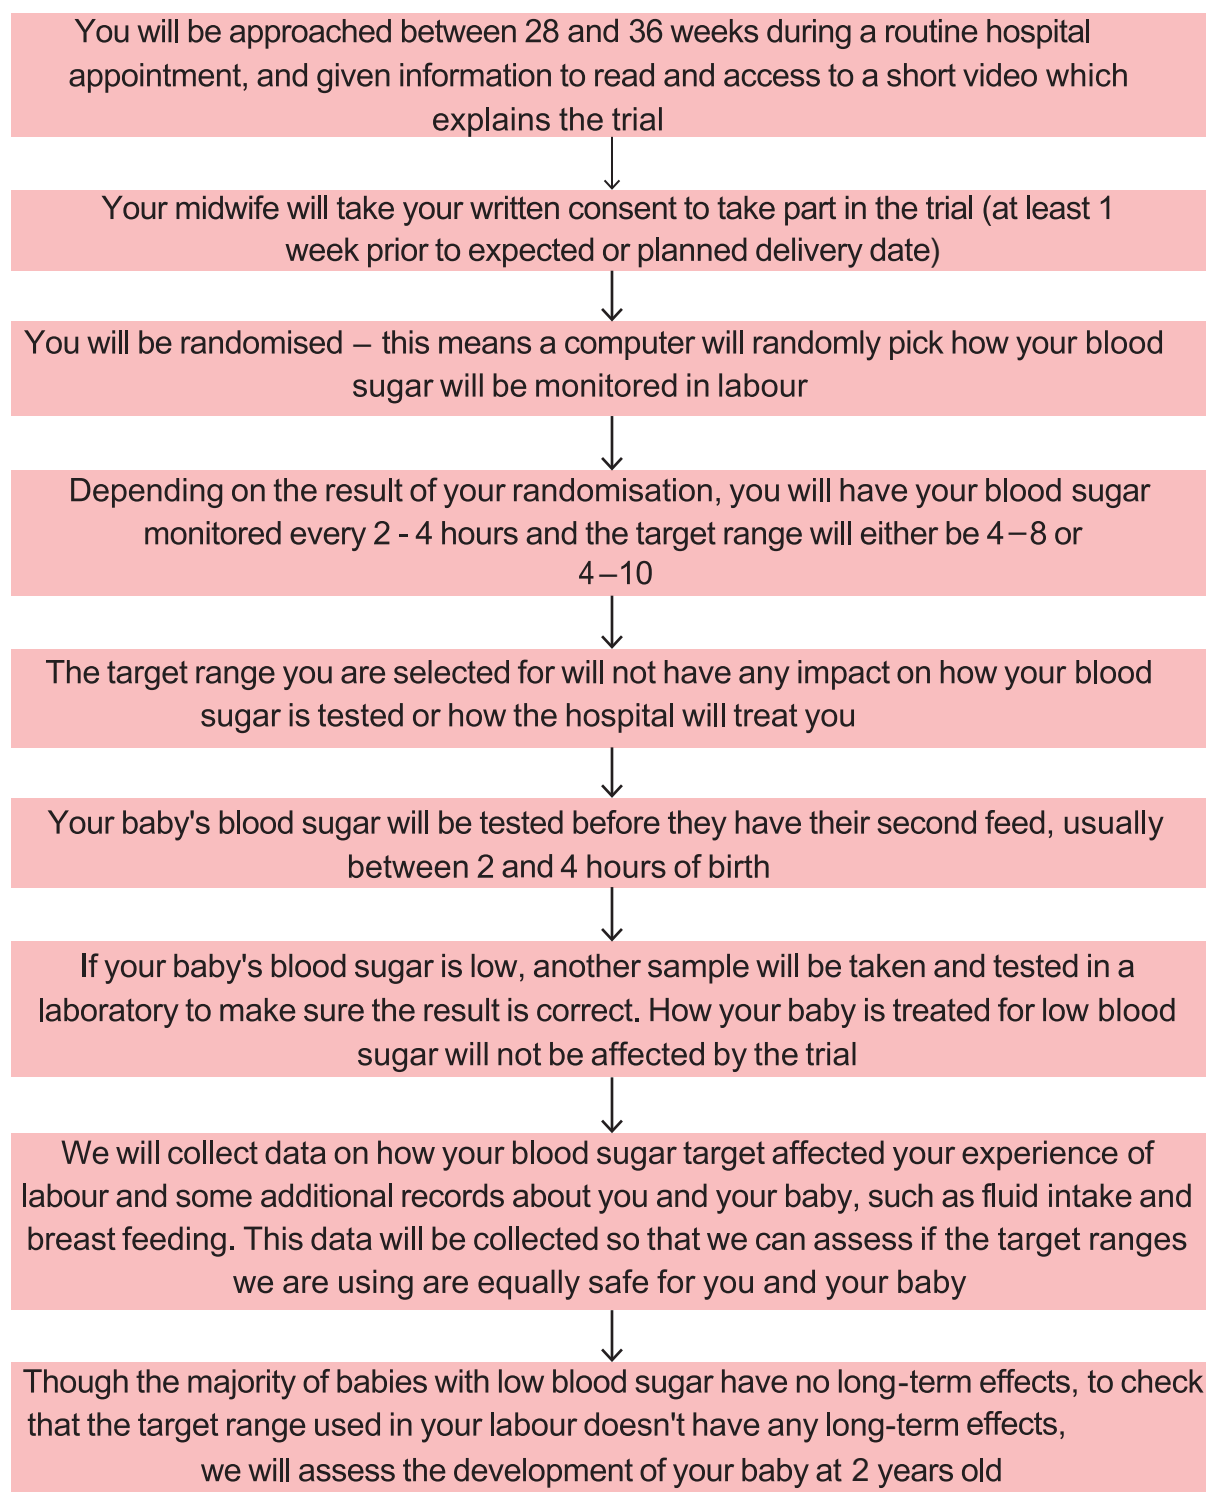 You will be approached between 28 and 36 weeks during a routine hospital
appointment, and given information to read and access to a short video which
explains the trial
Your midwife will take your written consent to take part in the trial (at least 1
week prior to expected or planned delivery date)
You will be randomised – this means a computer will randomly pick how your blood
sugar will be monitored in labour
Depending on the result of your randomisation, you will have your blood sugar
monitored every 2 - 4 hours and the target range will either be 4–8 or
4–10
The target range you are selected for will not have any impact on how your blood
sugar is tested or how the hospital will treat you
Your baby's blood sugar will be tested before they have their second feed, usually
between 2 and 4 hours of birth
If your baby's blood sugar is low, another sample will be taken and tested in a
laboratory to make sure the result is correct. How your baby is treated for low blood
sugar will not be affected by the trial
We will collect data on how your blood sugar target affected your experience of
labour and some additional records about you and your baby, such as fluid intake and
breast feeding. This data will be collected so that we can assess if the target ranges
we are using are equally safe for you and your baby
Though the majority of babies with low blood sugar have no long-term effects, to check
that the target range used in your labour doesn't have any long-term effects,
we will assess the development of your baby at 2 years old